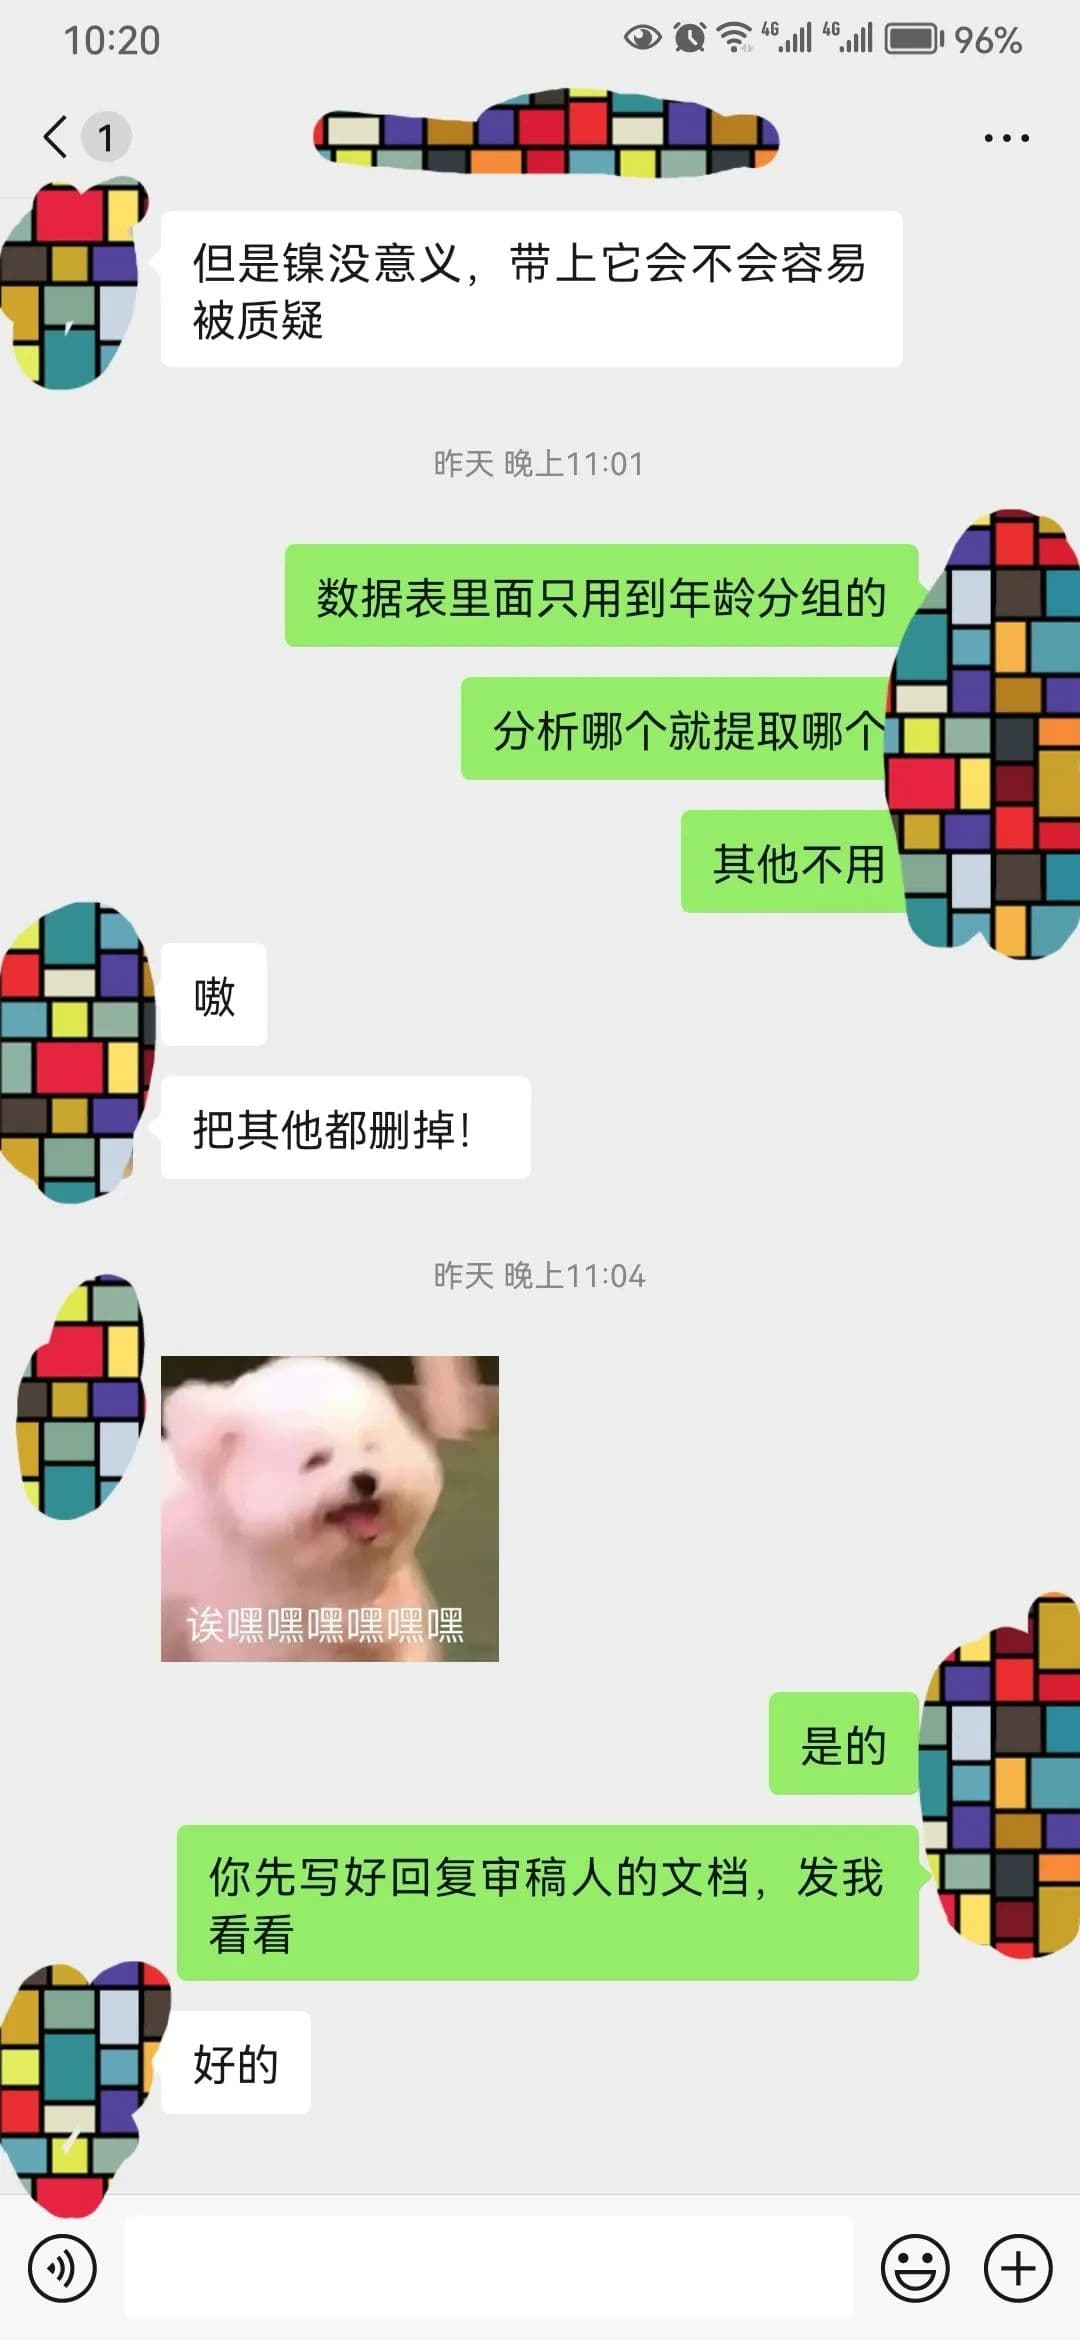 10:20
4G
4G
96%
1
但是镍没意义，带上它会不会容易
被质疑
昨天 晚上11:01
数据表里面只用到年龄分组的
分析哪个就提取哪个
其他不用
嗷
把其他都删掉！
昨天 晚上11:04
诶嘿嘿嘿嘿嘿嘿
是的
你先写好回复审稿人的文档，发我
看看
好的